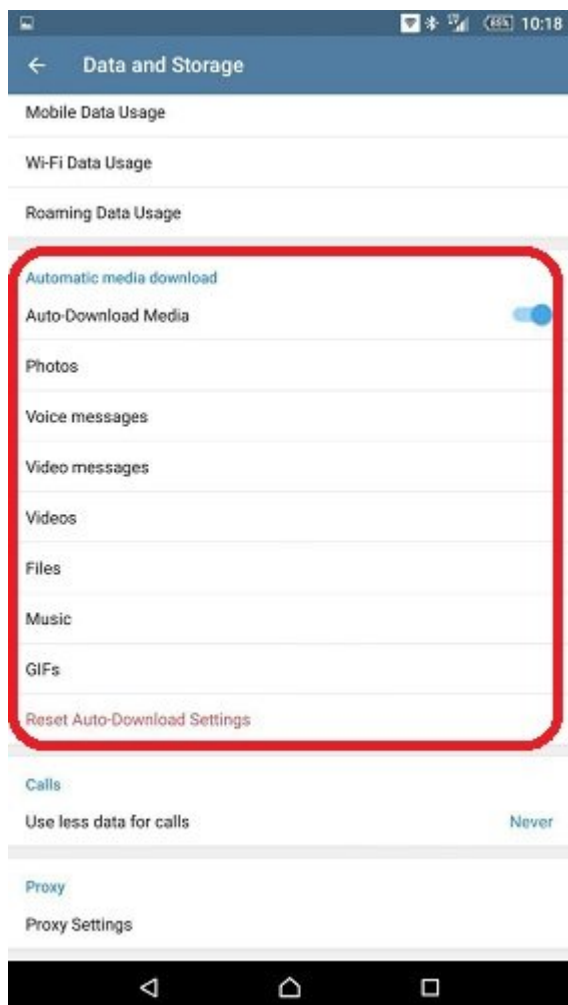 10:18
Data and Storage
Mobile Data Usage
Wi-Fi Data Usage
Roaming Data Usage
Automatic media download
Auto-Download Media
Photos
Voice messages
Video messages
Videos
Files
Music
GIFs
Reset Auto-Download Settings
Calls
Use less data for calls Never
Proxy
Proxy Settings